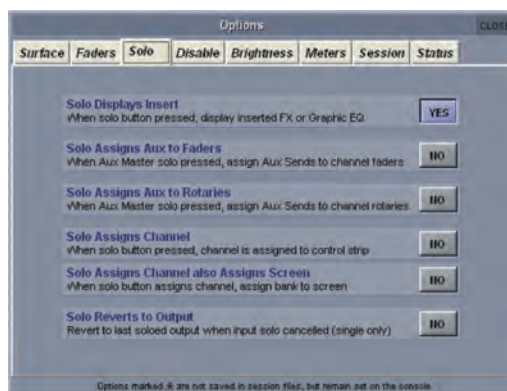 Options
CLOSE
Surface Faders Solo Disable Brightness Meters Session Status
Solo Displays Insert
When solo button pressed, display inserted FX or Graphic EQ
YES
Solo Assigns Aux to Faders
When Aux Master solo pressed, assign Aux Sends to channel faders
NO
Solo Assigns Aux to Rotaries
When Aux Master solo pressed, assign Aux Sends to channel rotaries
NO
Solo Assigns Channel
When solo button pressed, channel is assigned to control strip
NO
Solo Assigns Channel also Assigns Screen
When solo button assigns channel, assign bank to screen
NO
Solo Reverts to Output
Revert to last soloed output when input solo cancelled (single only)
NO
Options marked * are not saved in session files, but remain set on the console